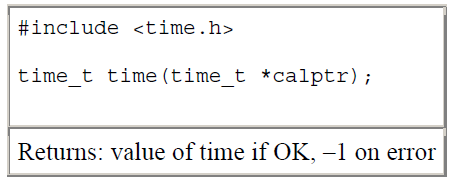 #include <time.h>
time_t time(time_t *calptr);
Returns: value of time if OK, –1 on error